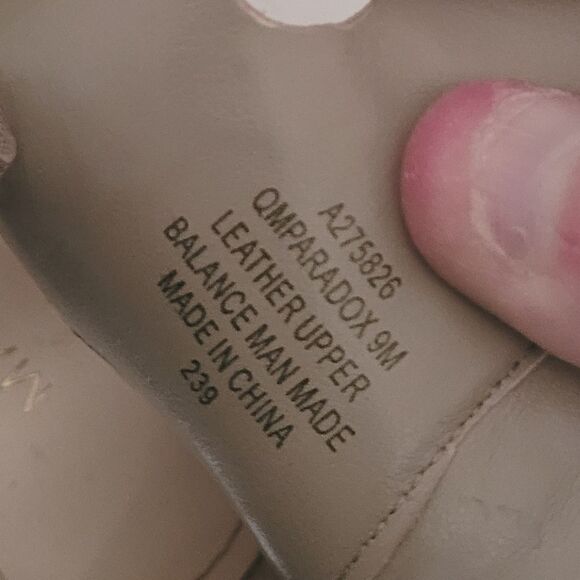 A275826
QMPARADOX 9M
LEATHER UPPER
BALANCE MAN MADE
MADE IN CHINA
239